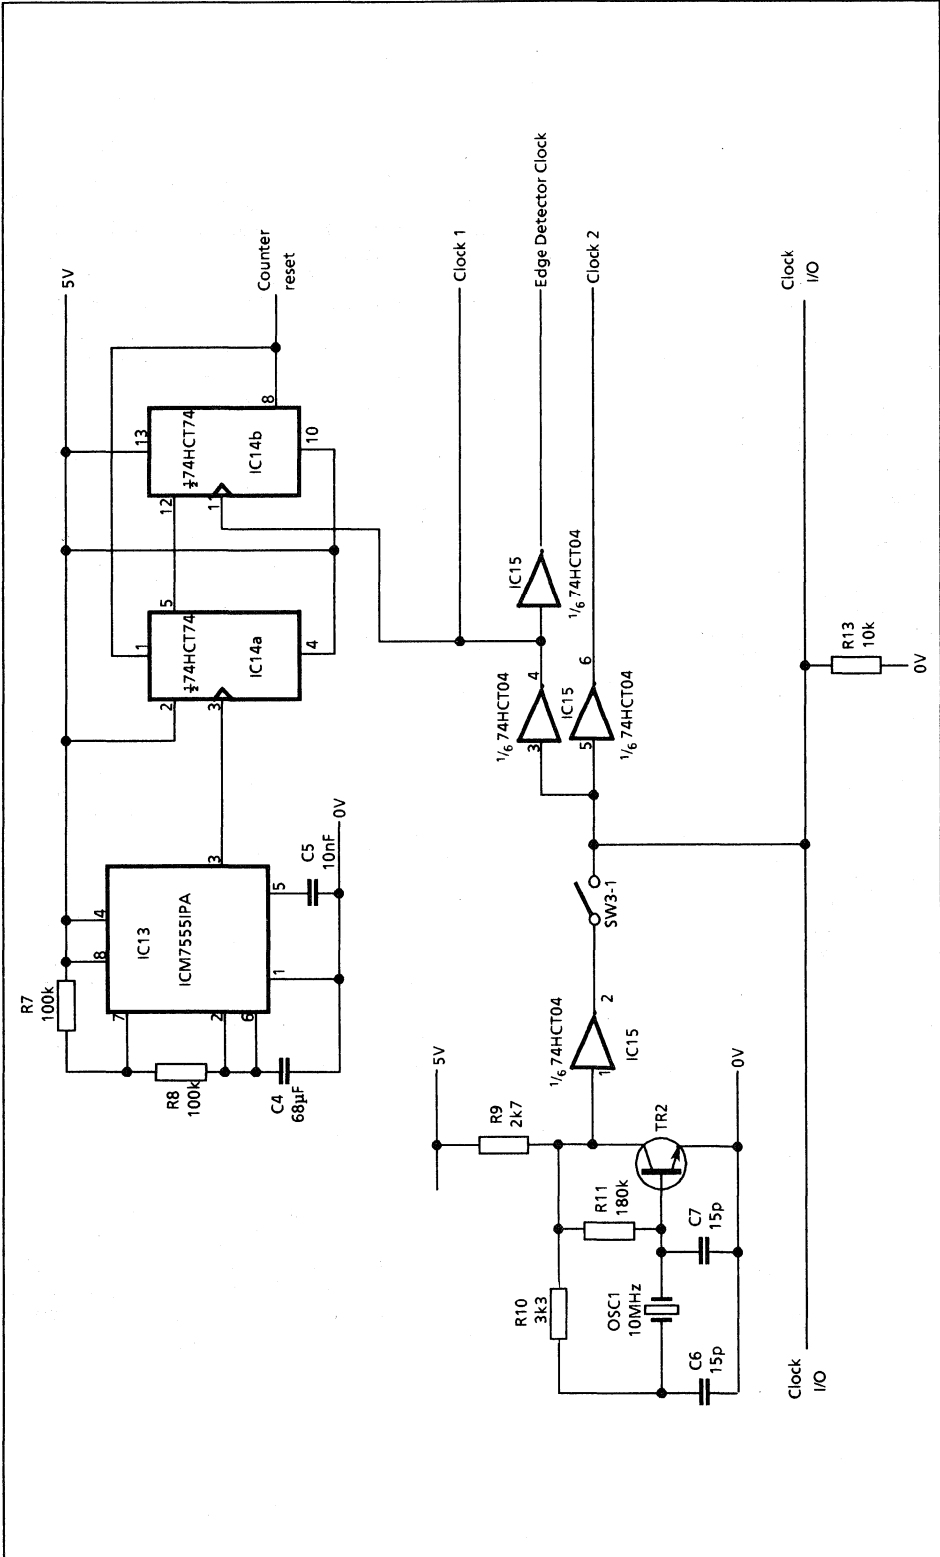 5V
Counter
reset
Clock 1
Edge Detector Clock
Clock 2
Clock
I/O
R7
100k
R8
100k
C4
68µF
IC13
ICM7555IPA
7
2
6
8
4
1
5
3
C5
10nF
0V
½74HCT74
IC14a
2
3
1
5
4
½74HCT74
IC14b
12
11
13
8
10
5V
R9
2k7
R10
3k3
R11
180k
OSC1
10MHz
C6
15p
C7
15p
TR2
0V
1/6 74HCT04
IC15
1
2
SW3-1
1/6 74HCT04
3
4
IC15
5
6
1/6 74HCT04
IC15
1/6 74HCT04
R13
10k
0V
Clock
I/O